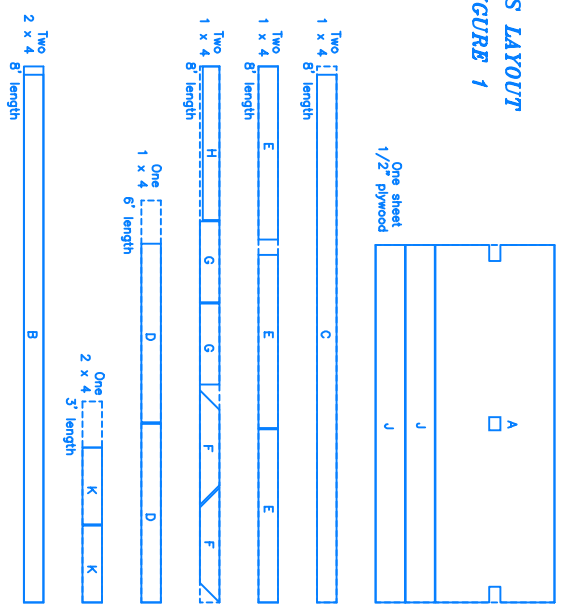 S LAYOUT
GURE 1
One sheet
1/2" plywood
A
J
J
Two
1 x 4
8' length
C
Two
1 x 4
8' length
E E E
Two
1 x 4
8' length
H G G F F
One
1 x 4
6' length
D D
One
2 x 4
3' length
K K
Two
2 x 4
8' length
B